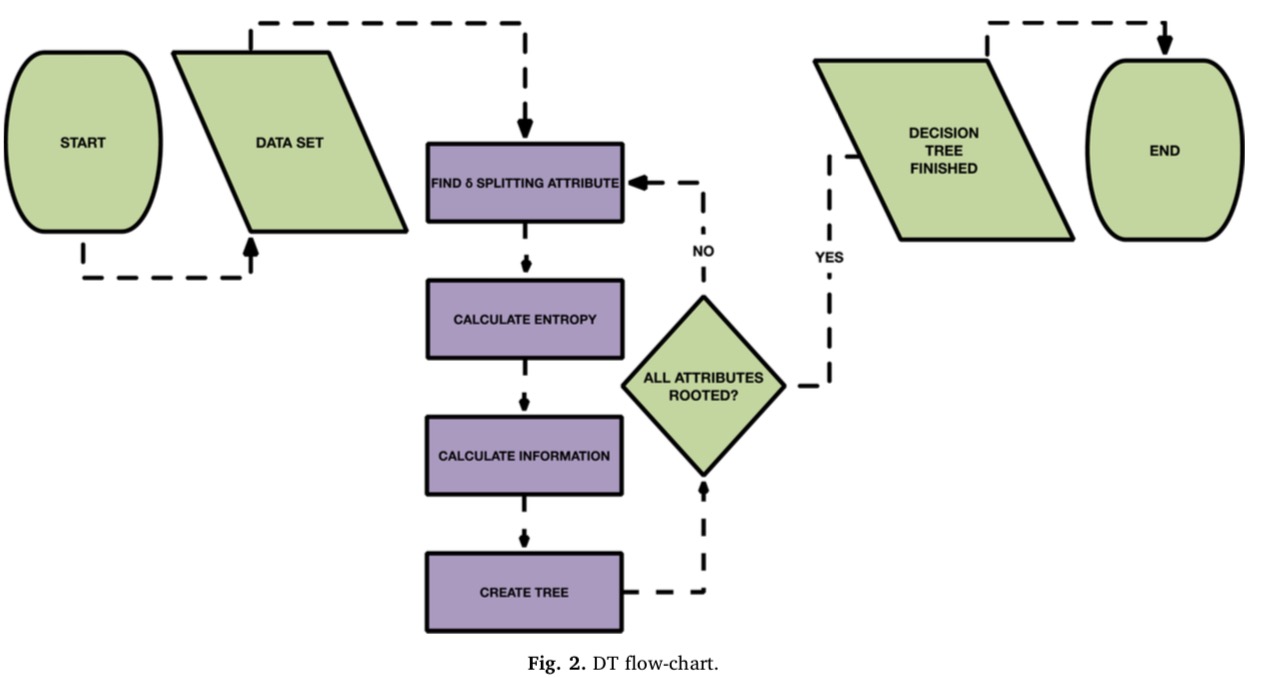 START
DATA SET
FIND δ SPLITTING ATTRIBUTE
CALCULATE ENTROPY
CALCULATE INFORMATION
CREATE TREE
ALL ATTRIBUTES
ROOTED?
NO
YES
DECISION
TREE
FINISHED
END
Fig. 2. DT flow-chart.